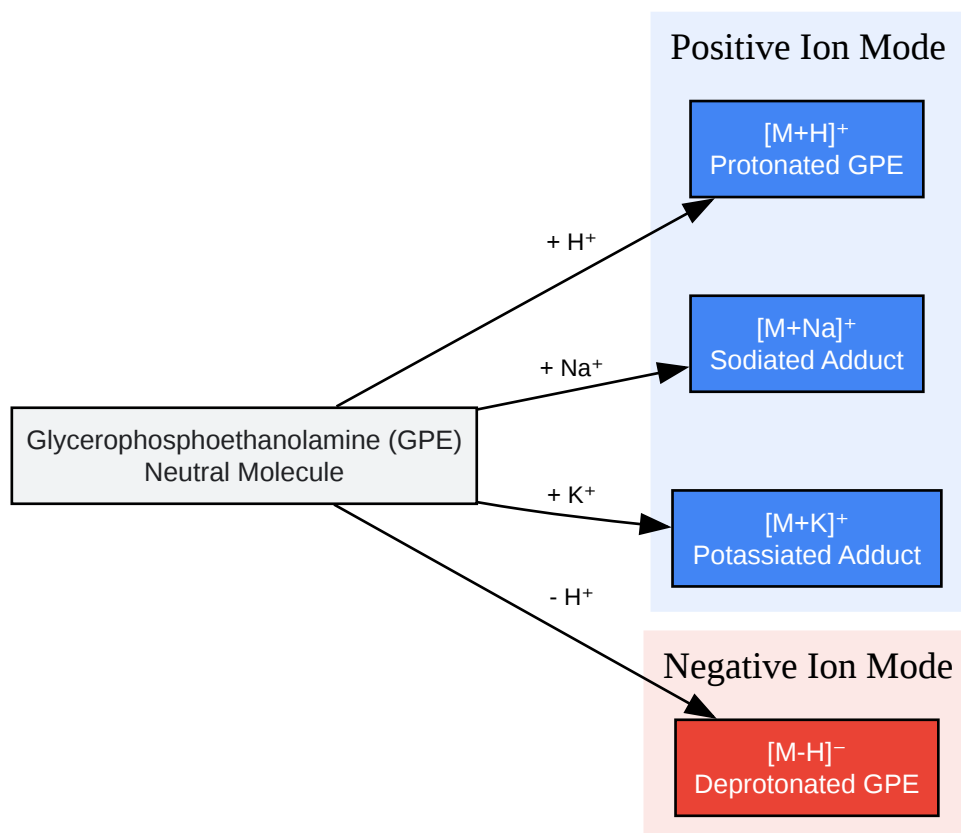 Positive Ion Mode
[M+H]⁺
Protonated GPE
+ H⁺
[M+Na]⁺
Sodiated Adduct
+ Na⁺
Glycerophosphoethanolamine (GPE)
Neutral Molecule
+ K⁺
[M+K]⁺
Potassiated Adduct
- H⁺
Negative Ion Mode
[M-H]⁻
Deprotonated GPE